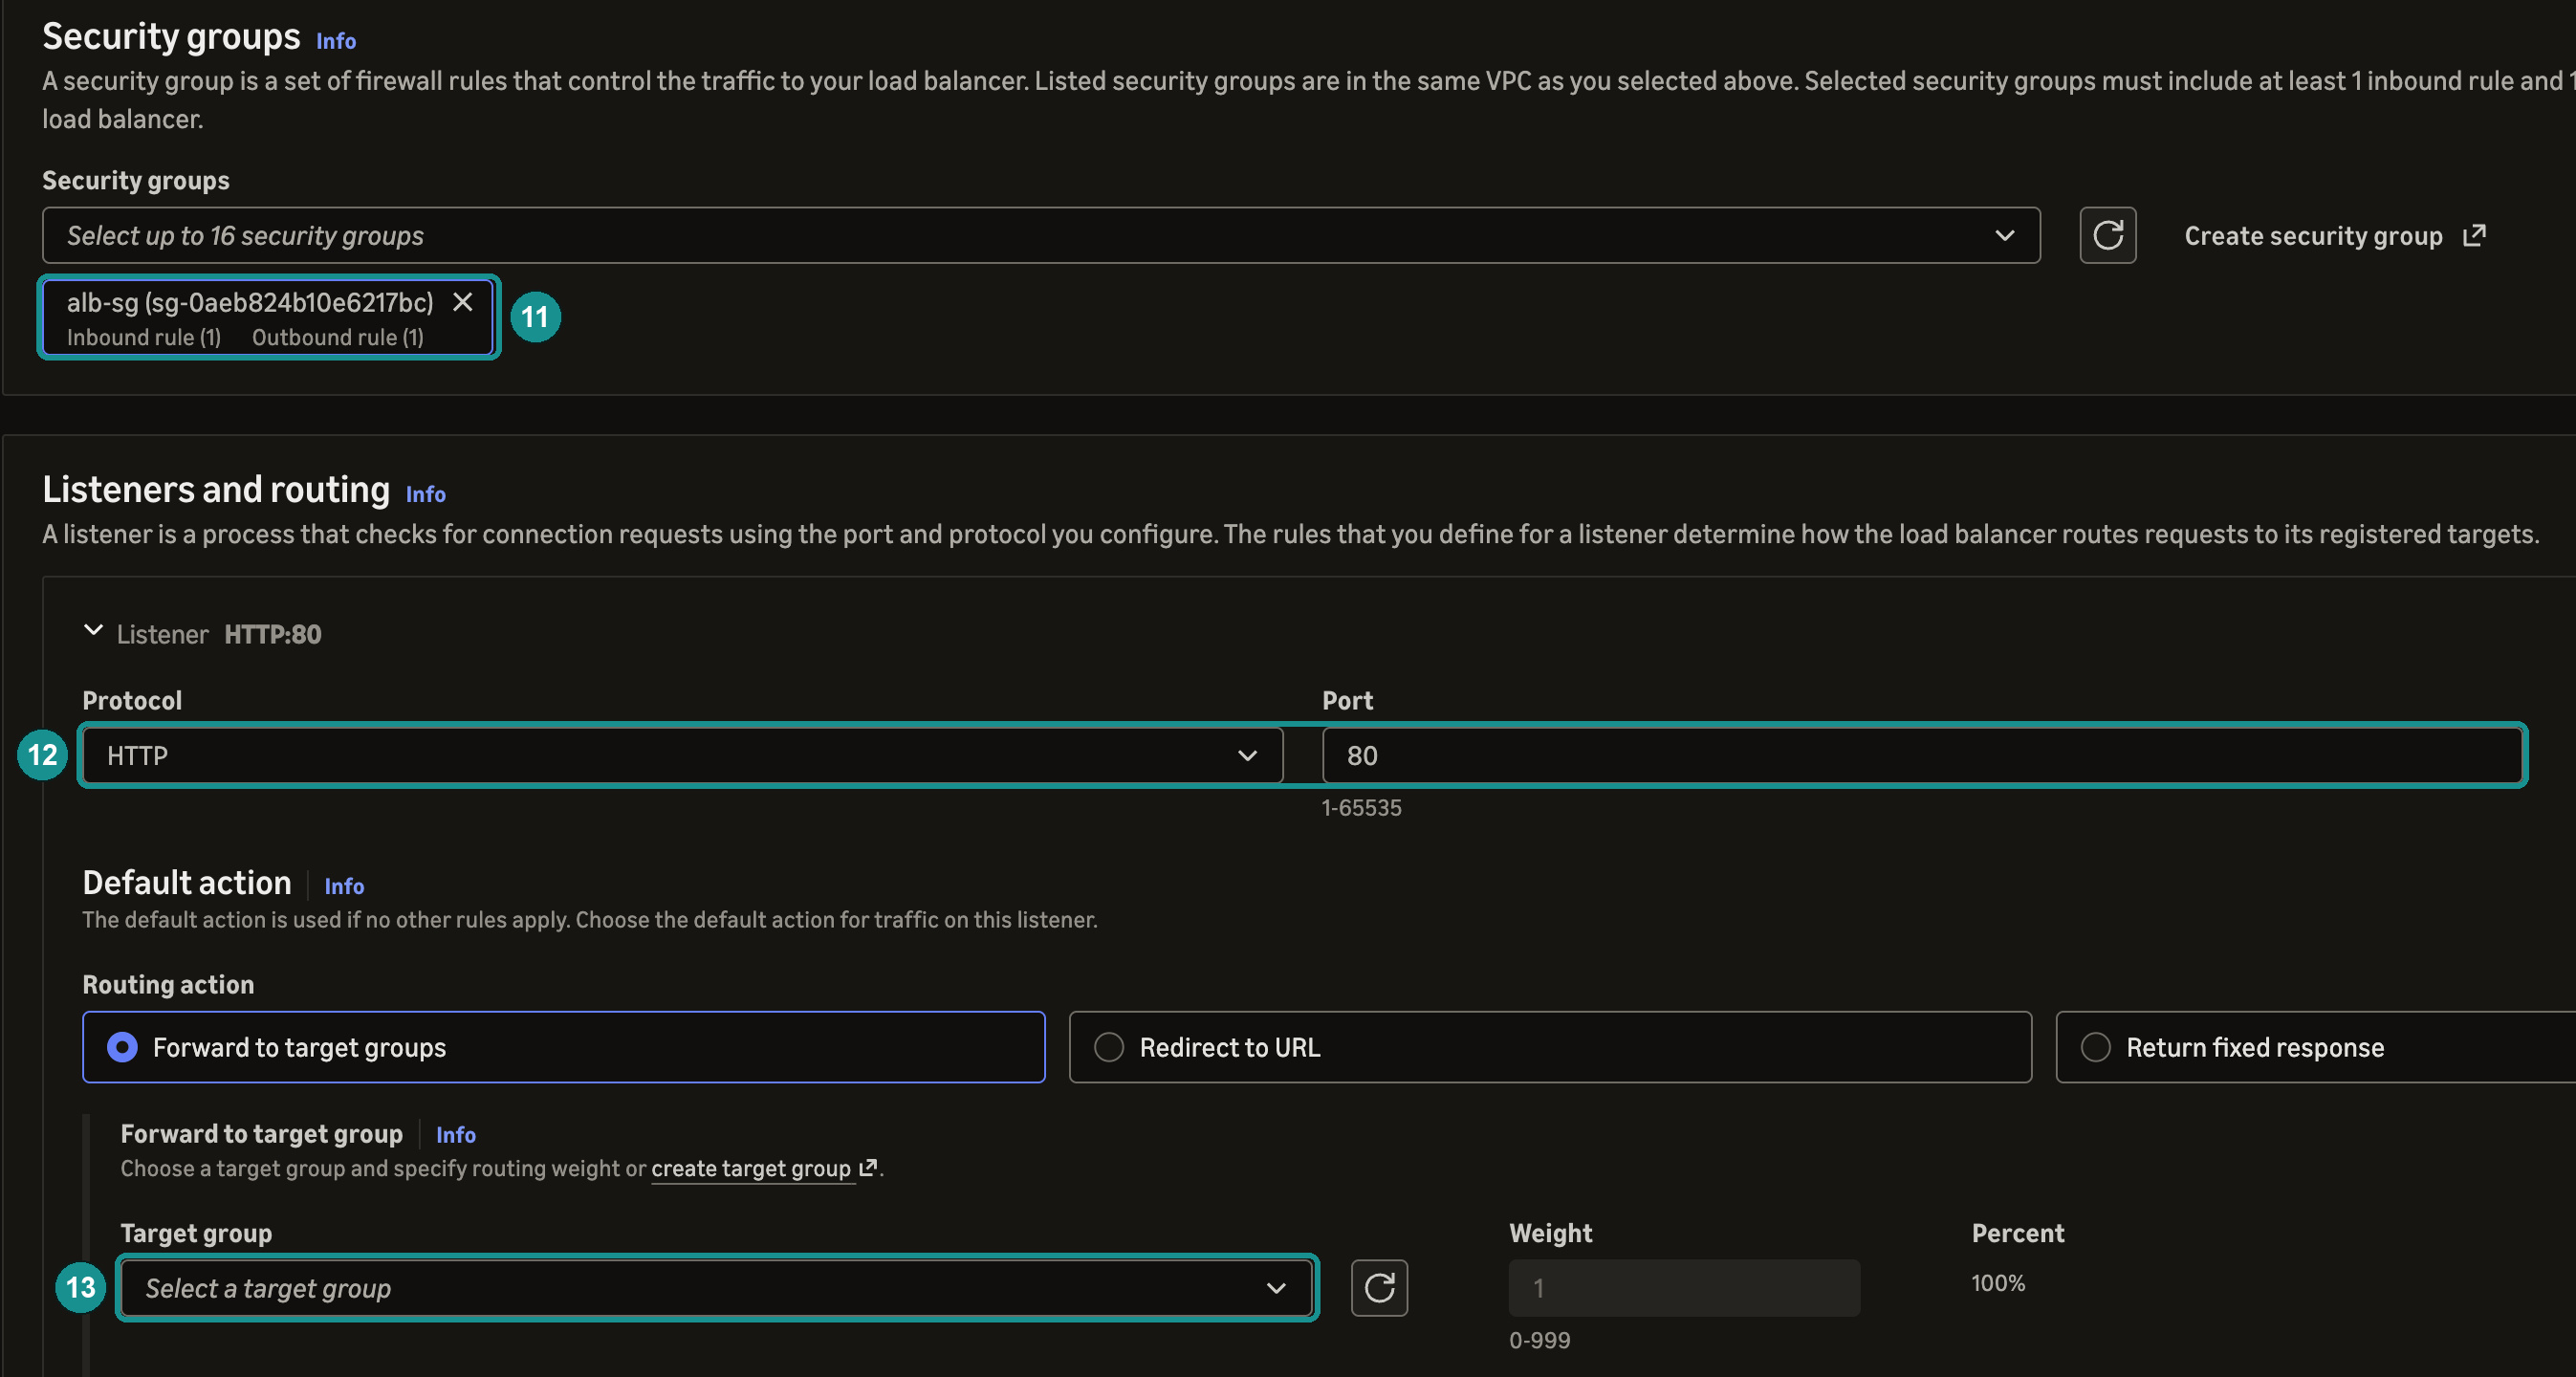 Security groups Info
A security group is a set of firewall rules that control the traffic to your load balancer. Listed security groups are in the same VPC as you selected above. Selected security groups must include at least 1 inbound rule and 1
load balancer.
Security groups
Select up to 16 security groups
Create security group
alb-sg (sg-0aeb824b10e6217bc)
Inbound rule (1) Outbound rule (1)
11
Listeners and routing Info
A listener is a process that checks for connection requests using the port and protocol you configure. The rules that you define for a listener determine how the load balancer routes requests to its registered targets.
Listener HTTP:80
Protocol Port
12 HTTP 80
1-65535
Default action Info
The default action is used if no other rules apply. Choose the default action for traffic on this listener.
Routing action
Forward to target groups Redirect to URL Return fixed response
Forward to target group Info
Choose a target group and specify routing weight or create target group .
Target group Weight Percent
13 Select a target group 1 100%
0-999